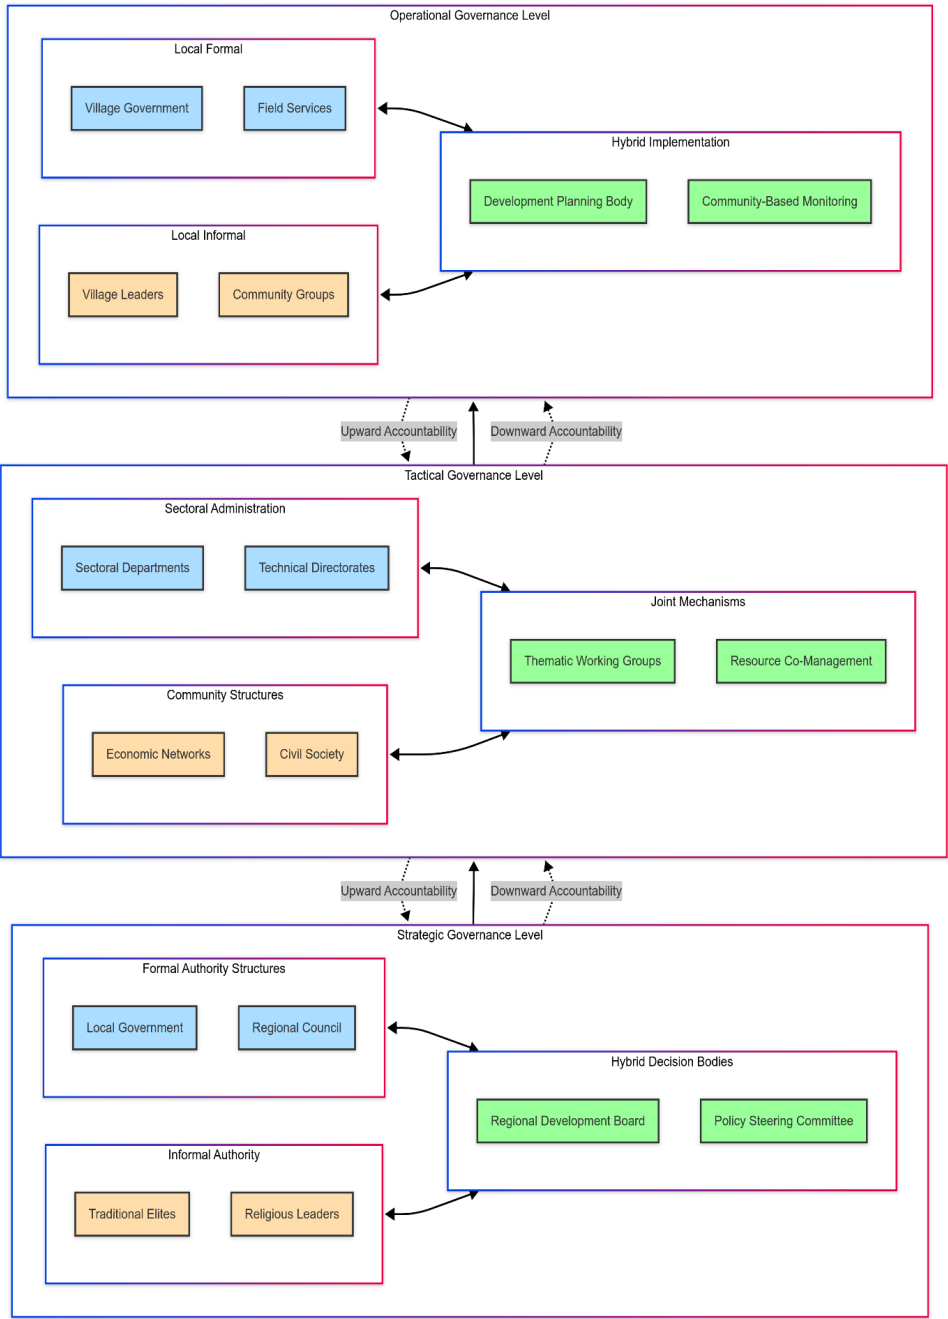 Operational Governance Level
Local Formal
Village Government
Field Services
Hybrid Implementation
Development Planning Body
Community-Based Monitoring
Local Informal
Village Leaders
Community Groups
Upward Accountability
Downward Accountability
Tactical Governance Level
Sectoral Administration
Sectoral Departments
Technical Directorates
Joint Mechanisms
Thematic Working Groups
Resource Co-Management
Community Structures
Economic Networks
Civil Society
Upward Accountability
Downward Accountability
Strategic Governance Level
Formal Authority Structures
Local Government
Regional Council
Hybrid Decision Bodies
Regional Development Board
Policy Steering Committee
Informal Authority
Traditional Elites
Religious Leaders